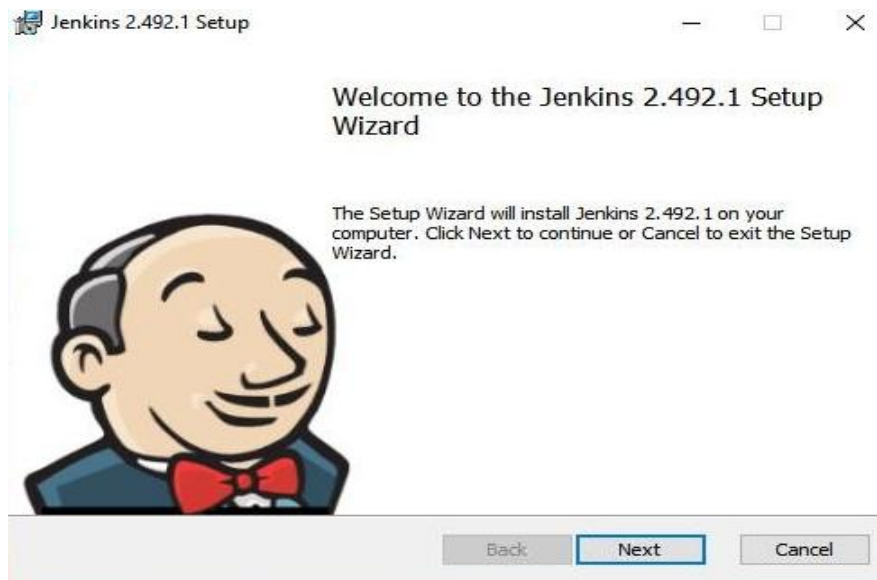 Jenkins 2.492.1 Setup
Welcome to the Jenkins 2.492.1 Setup
Wizard
The Setup Wizard will install Jenkins 2.492.1 on your
computer. Click Next to continue or Cancel to exit the Setup
Wizard.
Back Next Cancel